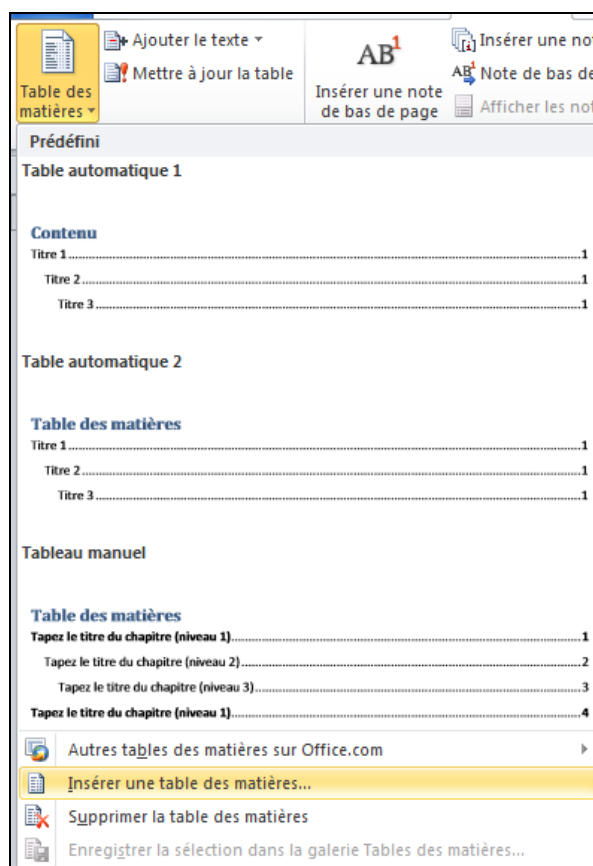 Ajouter le texte
Mettre à jour la table
Table des
matières
AB1
Insérer une note
de bas de page
Insérer une
AB1 Note de bas
Afficher les
Prédéfini
Table automatique 1
Contenu
Titre 1 1
Titre 2 1
Titre 3 1
Table automatique 2
Table des matières
Titre 1 1
Titre 2 1
Titre 3 1
Tableau manuel
Table des matières
Tapez le titre du chapitre (niveau 1) 1
Tapez le titre du chapitre (niveau 2) 2
Tapez le titre du chapitre (niveau 3) 3
Tapez le titre du chapitre (niveau 1) 4
Autres tables des matières sur Office.com
Insérer une table des matières...
Supprimer la table des matières
Enregistrer la sélection dans la galerie Tables des matières...